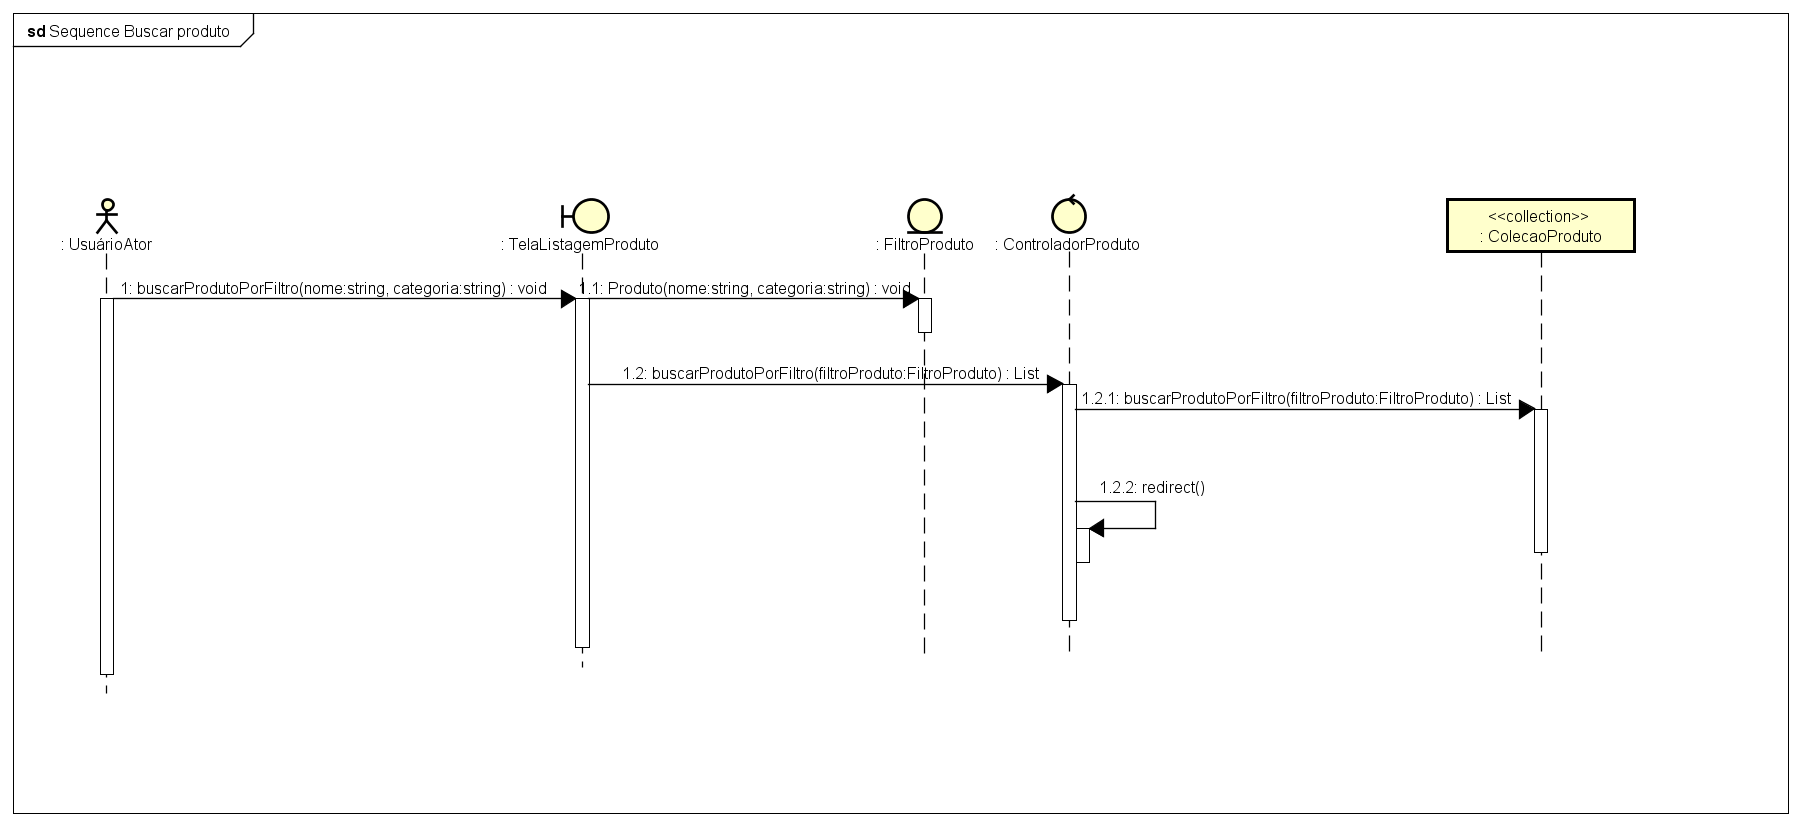 sd Sequence Buscar produto
: UsuárioAtor
: TelaListagemProduto
: FiltroProduto
: ControladorProduto
<<collection>>
: ColecaoProduto
1: buscarProdutoPorFiltro(nome:string, categoria:string) : void
1.1: Produto(nome:string, categoria:string) : void
1.2: buscarProdutoPorFiltro(filtroProduto:FiltroProduto) : List
1.2.1: buscarProdutoPorFiltro(filtroProduto:FiltroProduto) : List
1.2.2: redirect()